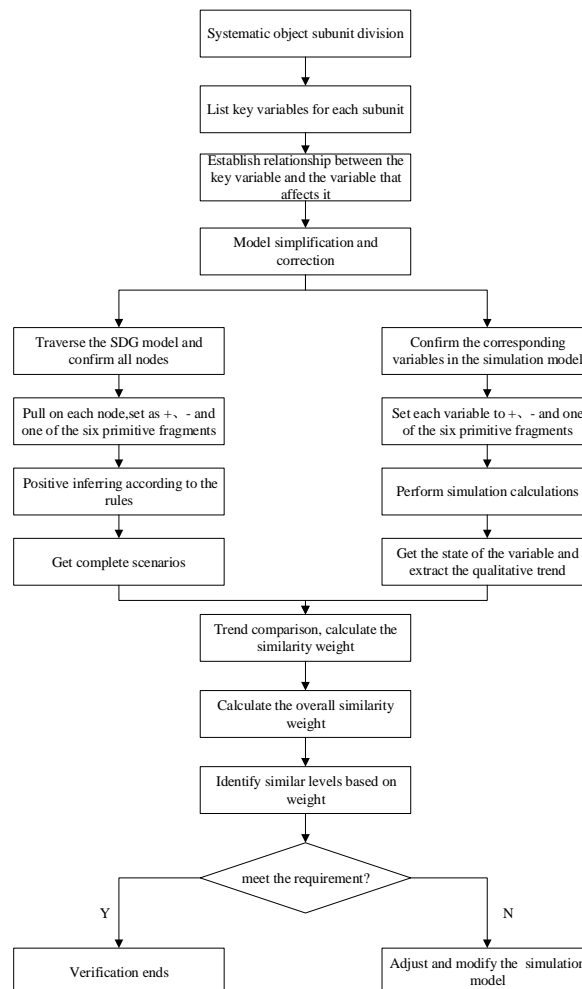 Systematic object subunit division
List key variables for each subunit
Establish relationship between the
key variable and the variable that
affects it
Model simplification and
correction
Traverse the SDG model and
confirm all nodes
Pull on each node,set as +、- and
one of the six primitive fragments
Positive inferring according to the
rules
Get complete scenarios
Confirm the corresponding
variables in the simulation model
Set each variable to +、- and one
of the six primitive fragments
Perform simulation calculations
Get the state of the variable and
extract the qualitative trend
Trend comparison, calculate the
similarity weight
Calculate the overall similarity
weight
Identify similar levels based on
weight
meet the requirement?
Y
N
Verification ends
Adjust and modify the simulation
model